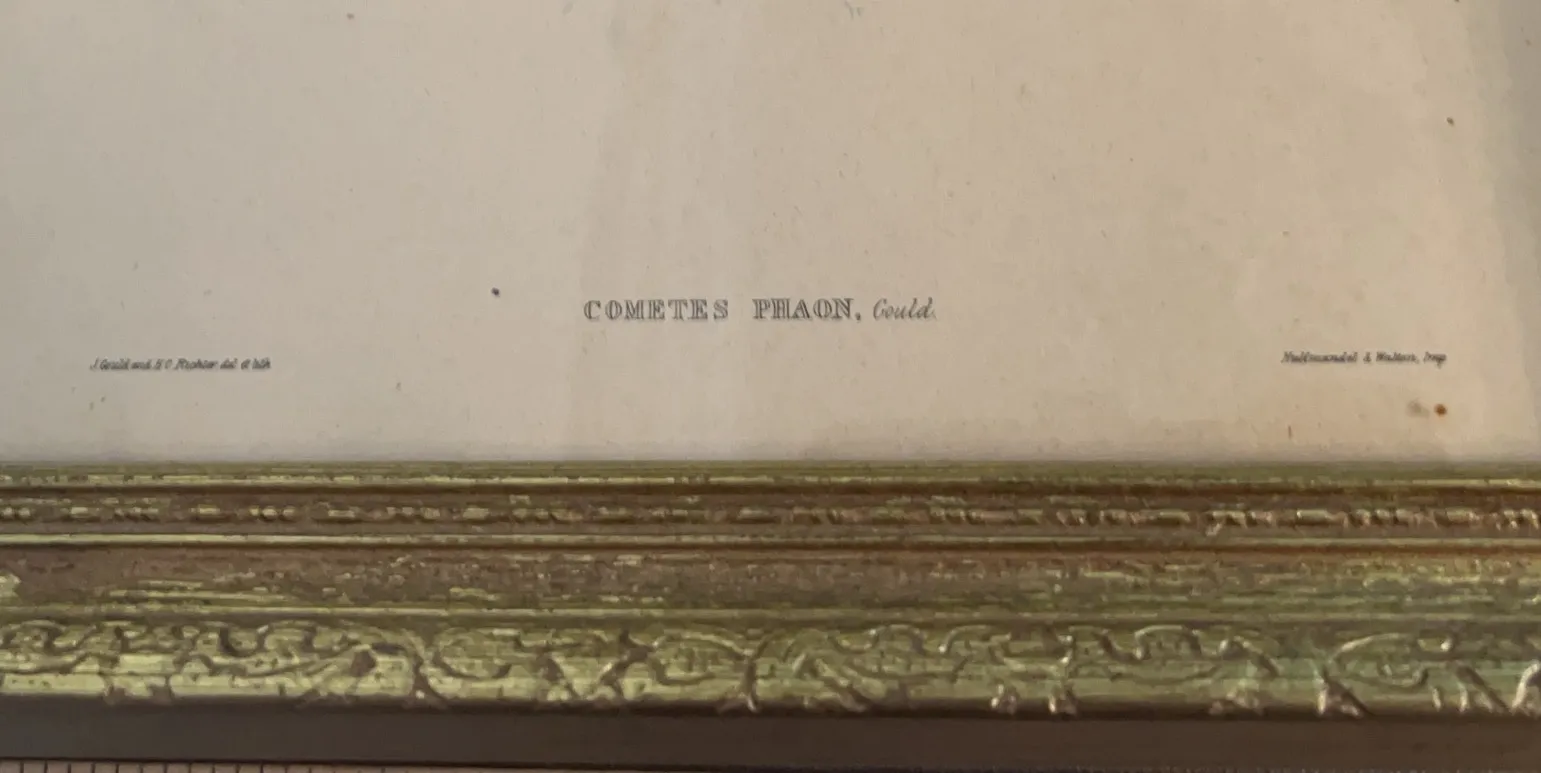 COMETES PHAON, Gould.
J. Gould and H C Richter del et lith
Hullmandel & Walton, Imp